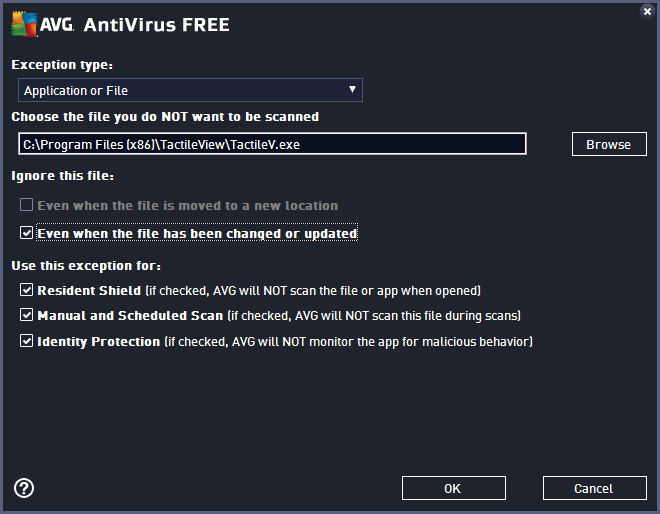 AVG. AntiVirus FREE
Exception type:
Application or File
Choose the file you do NOT want to be scanned
C:\Program Files (x86)\TactileView\TactileV.exe
Browse
Ignore this file:
Even when the file is moved to a new location
Even when the file has been changed or updated
Use this exception for:
Resident Shield (if checked, AVG will NOT scan the file or app when opened)
Manual and Scheduled Scan (if checked, AVG will NOT scan this file during scans)
Identity Protection (if checked, AVG will NOT monitor the app for malicious behavior)
?
OK
Cancel